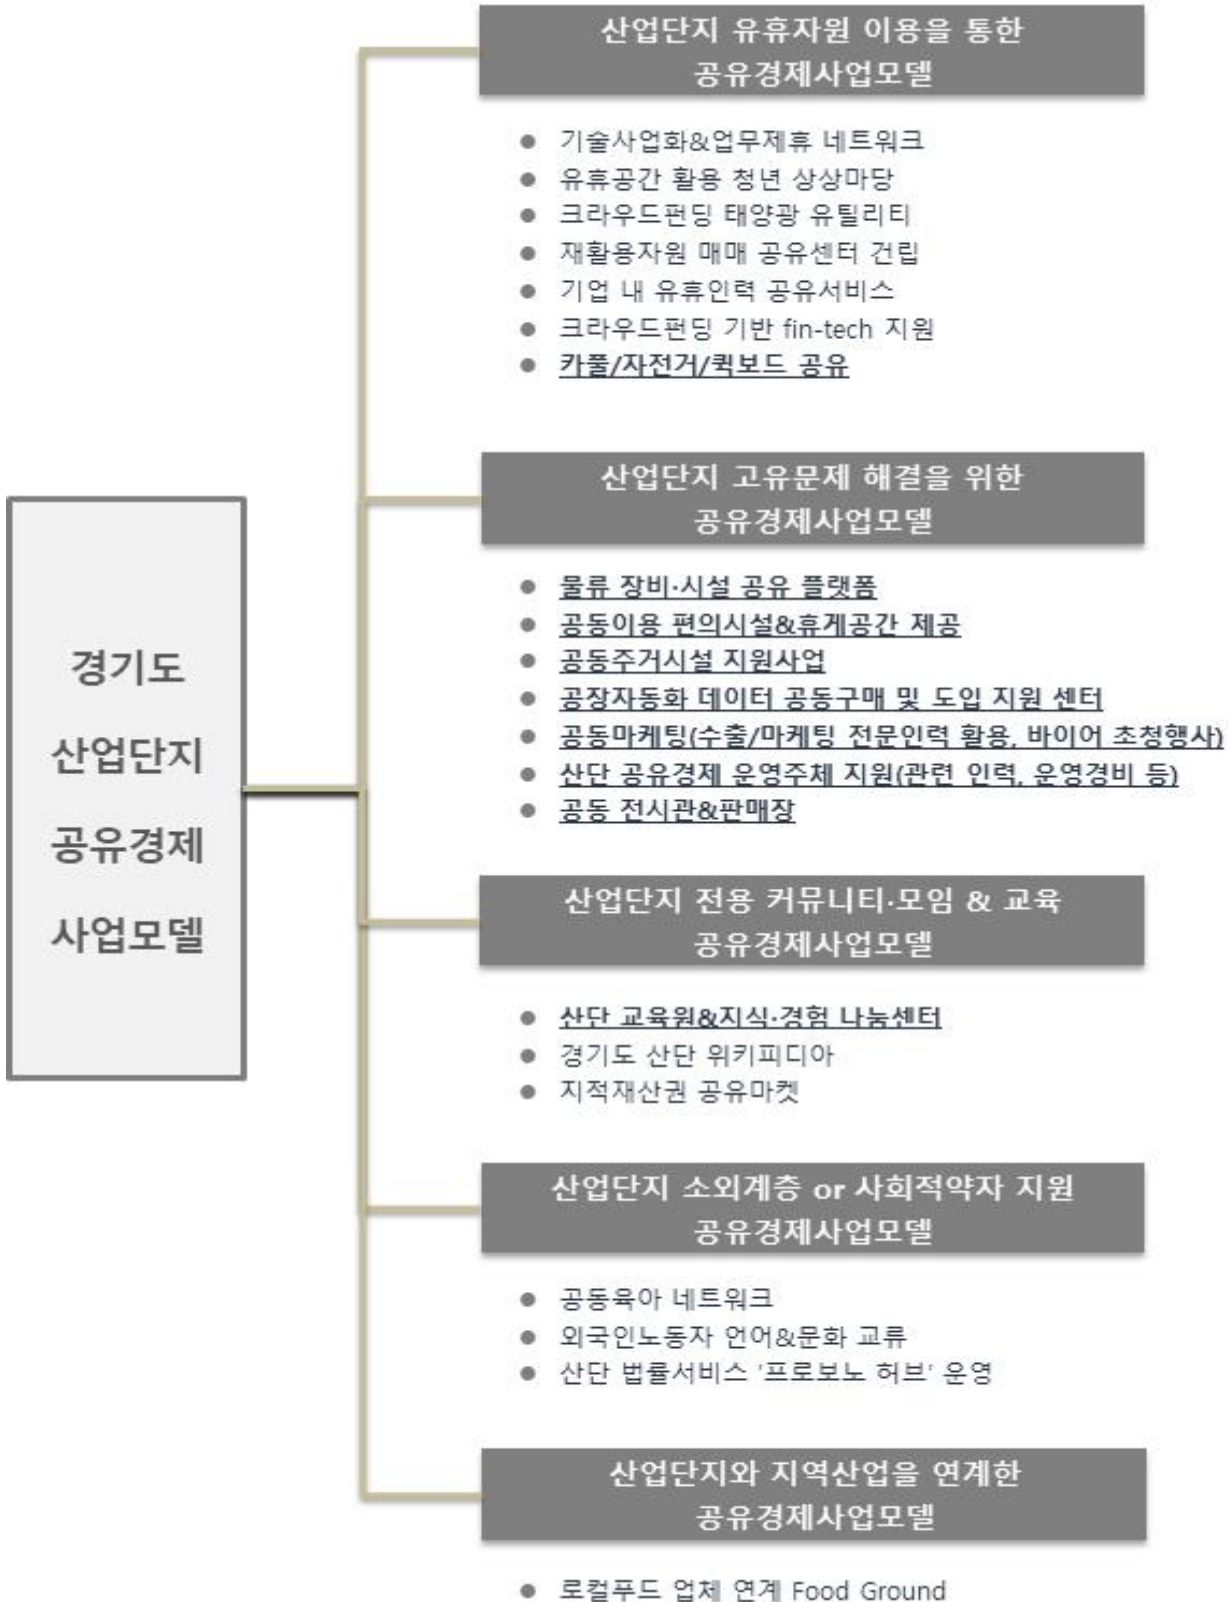 산업단지 유휴자원 이용을 통한
공유경제사업모델
● 기술사업화&업무제휴 네트워크
● 유휴공간 활용 청년 상상마당
● 크라우드펀딩 태양광 유틸리티
● 재활용자원 매매 공유센터 건립
● 기업 내 유휴인력 공유서비스
● 크라우드펀딩 기반 fin-tech 지원
● 카풀/자전거/퀵보드 공유
산업단지 고유문제 해결을 위한
공유경제사업모델
● 물류 장비·시설 공유 플랫폼
● 공동이용 편의시설&휴게공간 제공
● 공동주거시설 지원사업
● 공장자동화 데이터 공동구매 및 도입 지원 센터
● 공동마케팅(수출/마케팅 전문인력 활용, 바이어 초청행사)
● 산단 공유경제 운영주체 지원(관련 인력, 운영경비 등)
● 공동 전시관&판매장
경기도
산업단지
공유경제
사업모델
산업단지 전용 커뮤니티·모임 & 교육
공유경제사업모델
● 산단 교육원&지식·경험 나눔센터
● 경기도 산단 위키피디아
● 지적재산권 공유마켓
산업단지 소외계층 or 사회적약자 지원
공유경제사업모델
● 공동육아 네트워크
● 외국인노동자 언어&문화 교류
● 산단 법률서비스 '프로보노 허브' 운영
산업단지와 지역산업을 연계한
공유경제사업모델
● 로컬푸드 업체 연계 Food Ground